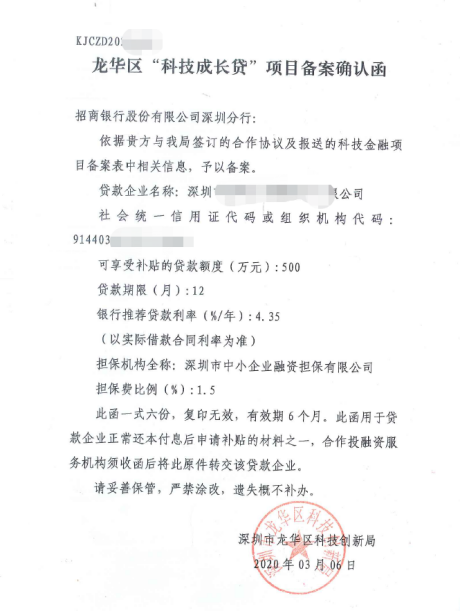 KJCZD20
龙华区“科技成长贷”项目备案确认函
招商银行股份有限公司深圳分行：
依据贵方与我局签订的合作协议及报送的科技金融项
目备案表中相关信息，予以备案。
贷款企业名称：深圳市 限公司
社会统一信用证代码或组织机构代码：
914403
可享受补贴的贷款额度（万元）:500
贷款期限（月）:12
银行推荐贷款利率（%/年）:4.35
（以实际借款合同利率为准）
担保机构全称：深圳市中小企业融资担保有限公司
担保费比例（%）:1.5
此函一式六份，复印无效，有效期6个月。此函用于贷
款企业正常还本付息后申请补贴的材料之一，合作投融资服
务机构须收函后将此原件转交该贷款企业。
请妥善保管，严禁涂改，遗失概不补办。
深圳市龙华区科技创新局
2020年03月06日